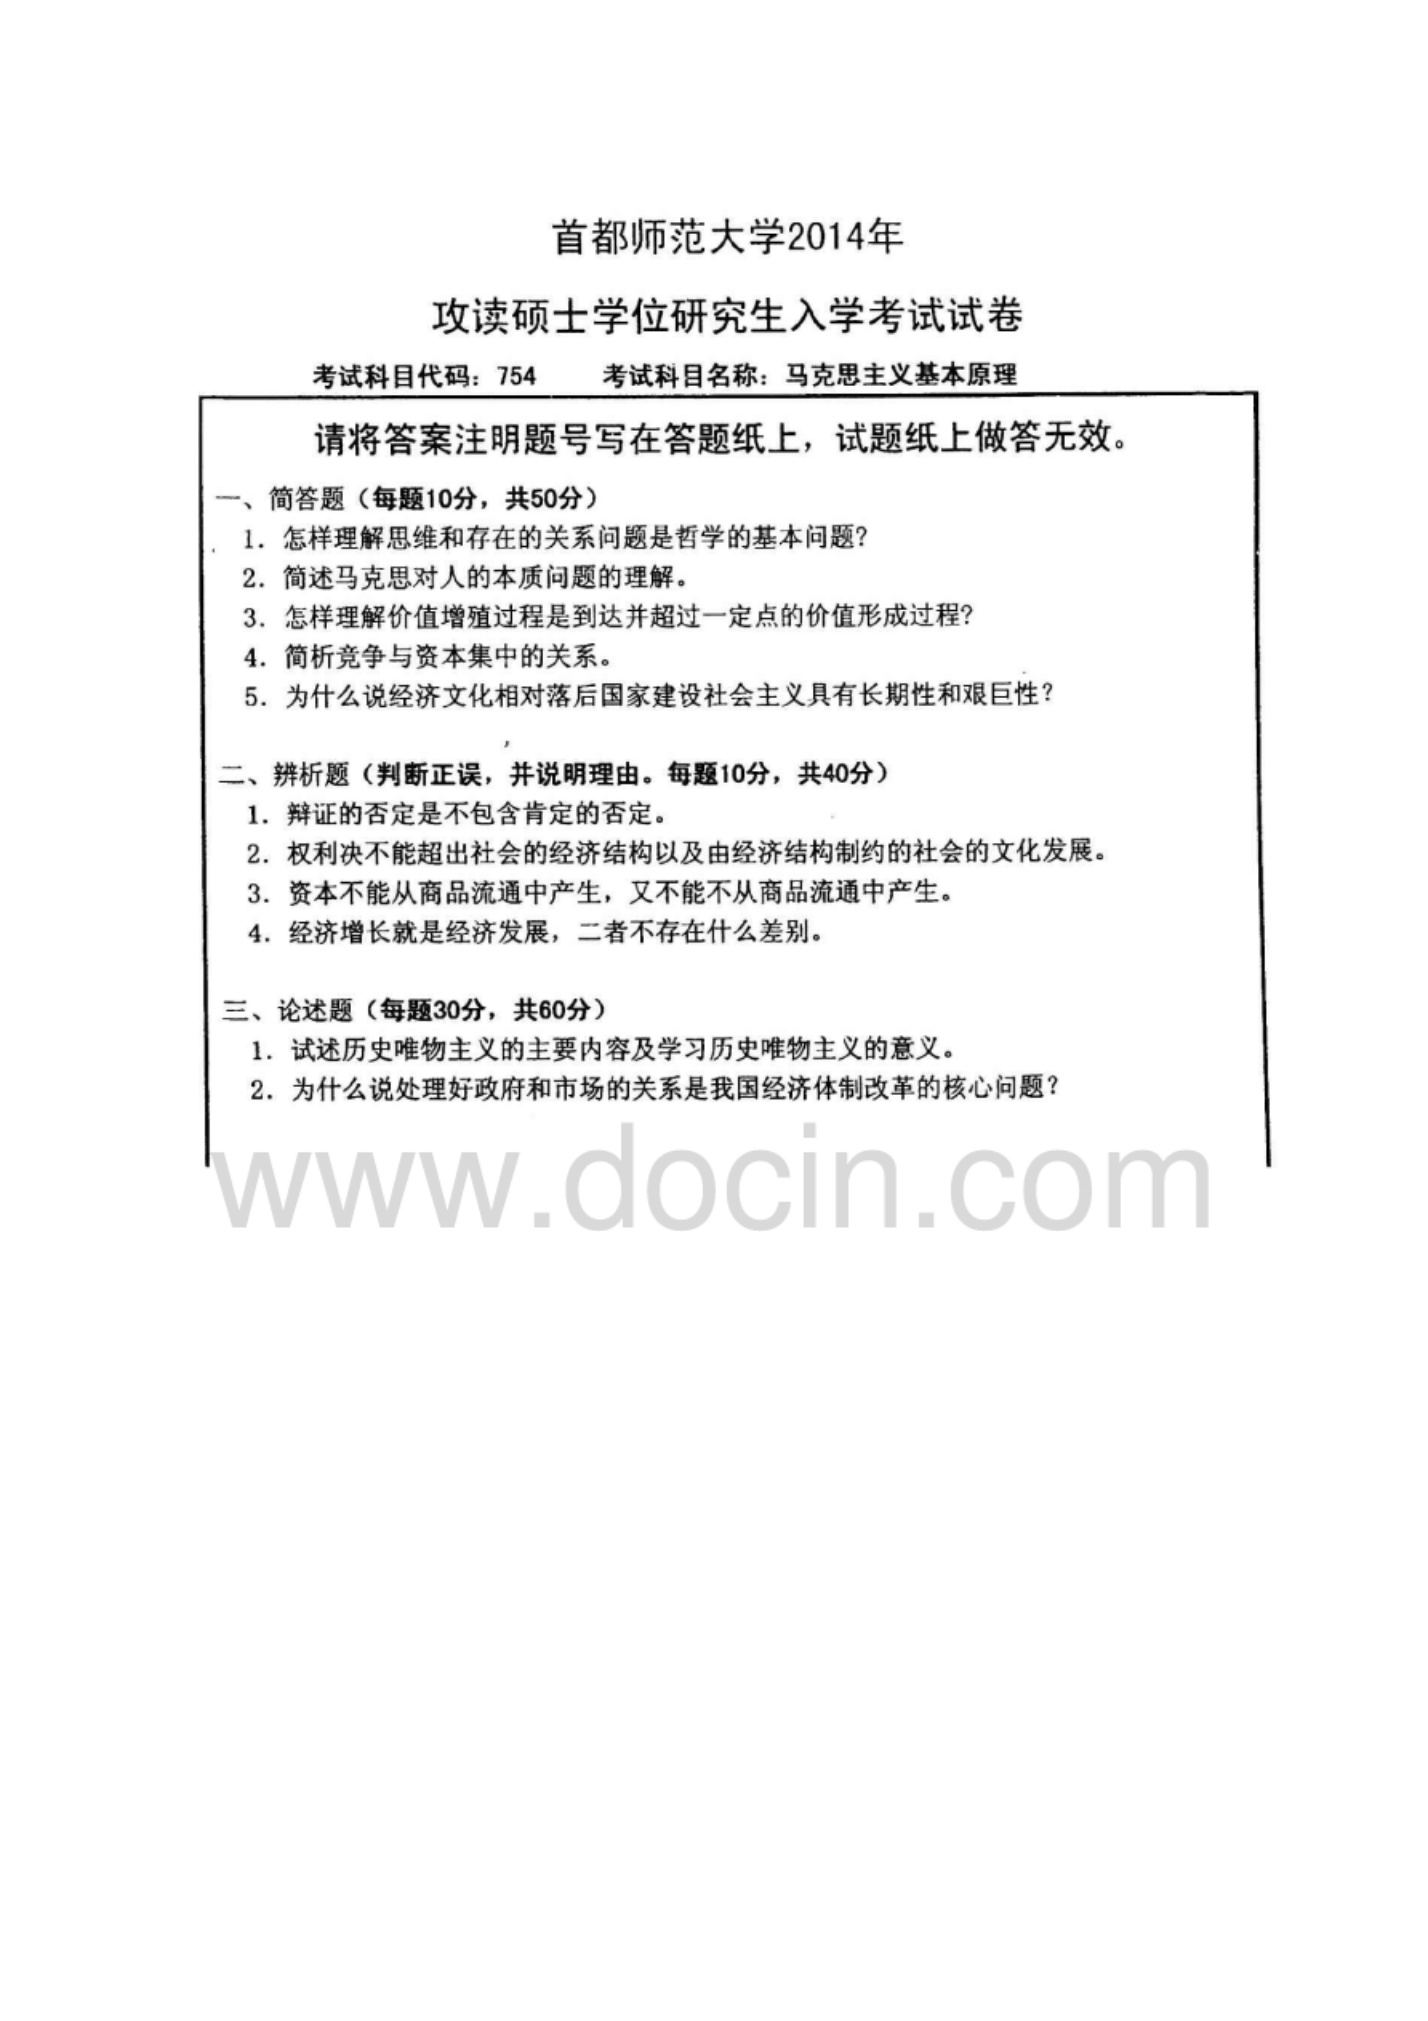 首都师范大学2014年
攻读硕士学位研究生入学考试试卷
考试科目代码：754 考试科目名称：马克思主义基本原理
请将答案注明题号写在答题纸上，试题纸上做答无效。
一、简答题（每题10分，共50分）
1．怎样理解思维和存在的关系问题是哲学的基本问题?
2．简述马克思对人的本质问题的理解。
3．怎样理解价值增殖过程是到达并超过一定点的价值形成过程?
4．简析竞争与资本集中的关系。
5．为什么说经济文化相对落后国家建设社会主义具有长期性和艰巨性？
二、辨析题（判断正误，并说明理由。每题10分，共40分）
1．辩证的否定是不包含肯定的否定。
2．权利决不能超出社会的经济结构以及由经济结构制约的社会的文化发展。
3．资本不能从商品流通中产生，又不能不从商品流通中产生。
4．经济增长就是经济发展，二者不存在什么差别。
三、论述题（每题30分，共60分）
1．试述历史唯物主义的主要内容及学习历史唯物主义的意义。
2．为什么说处理好政府和市场的关系是我国经济体制改革的核心问题？
www.docin.com